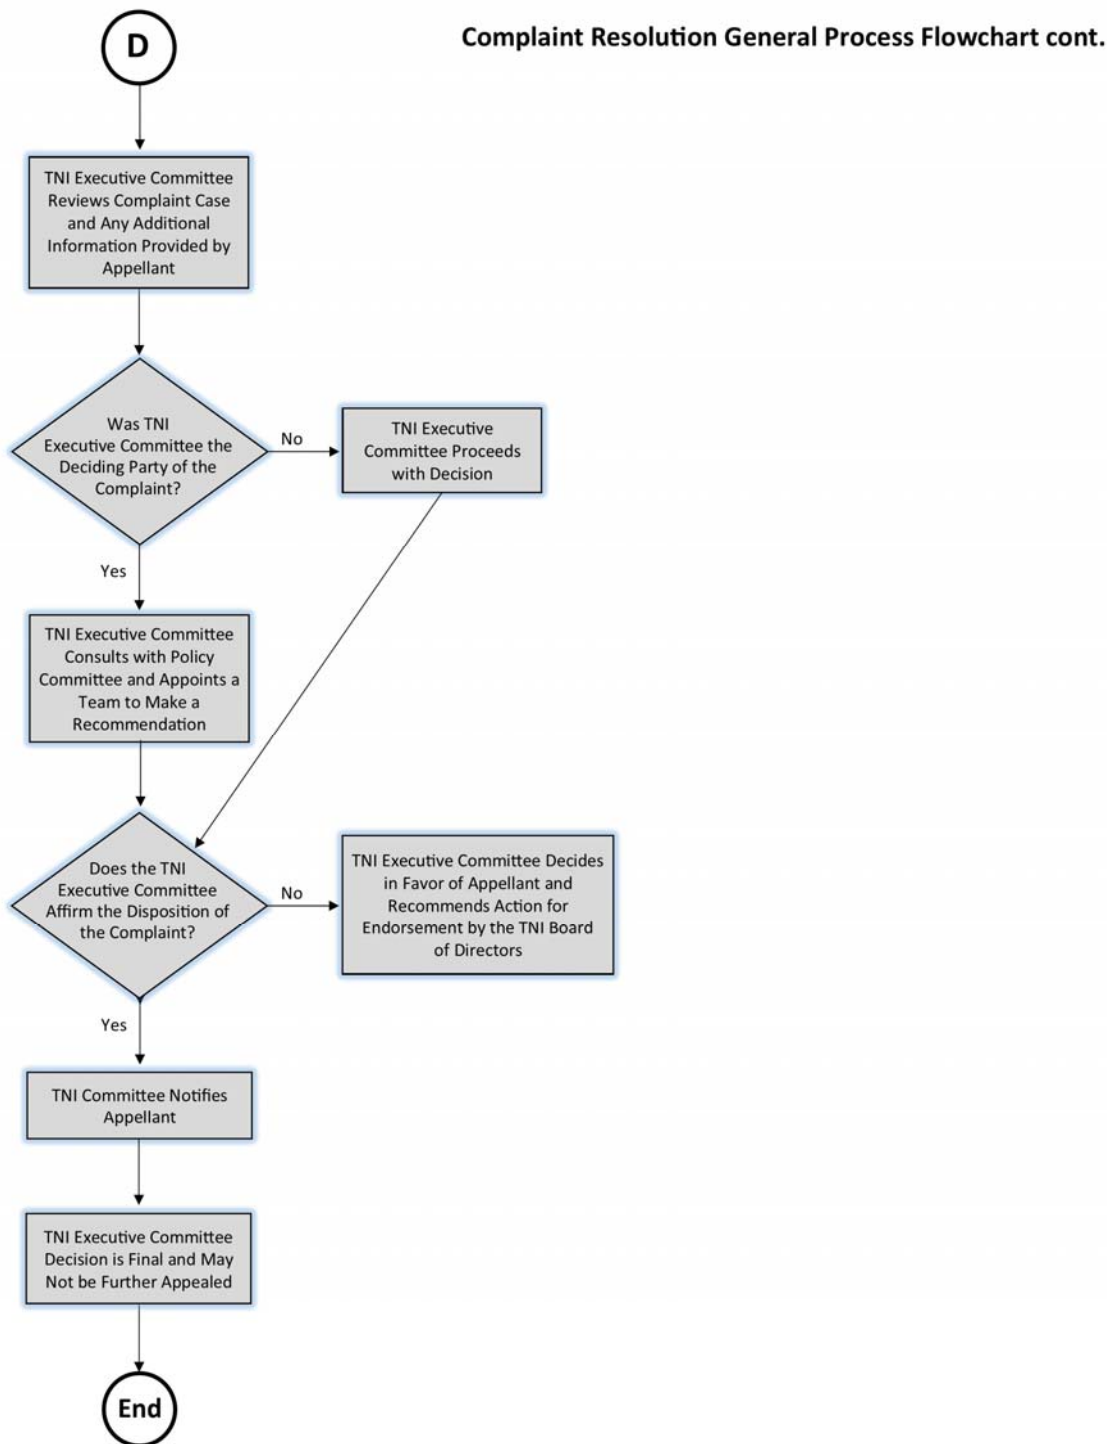 D
Complaint Resolution General Process Flowchart cont.
TNI Executive Committee
Reviews Complaint Case
and Any Additional
Information Provided by
Appellant
Was TNI
Executive Committee the
Deciding Party of the
Complaint?
No
TNI Executive
Committee Proceeds
with Decision
Yes
TNI Executive Committee
Consults with Policy
Committee and Appoints a
Team to Make a
Recommendation
Does the TNI
Executive Committee
Affirm the Disposition of
the Complaint?
No
TNI Executive Committee Decides
in Favor of Appellant and
Recommends Action for
Endorsement by the TNI Board
of Directors
Yes
TNI Committee Notifies
Appellant
TNI Executive Committee
Decision is Final and May
Not be Further Appealed
End